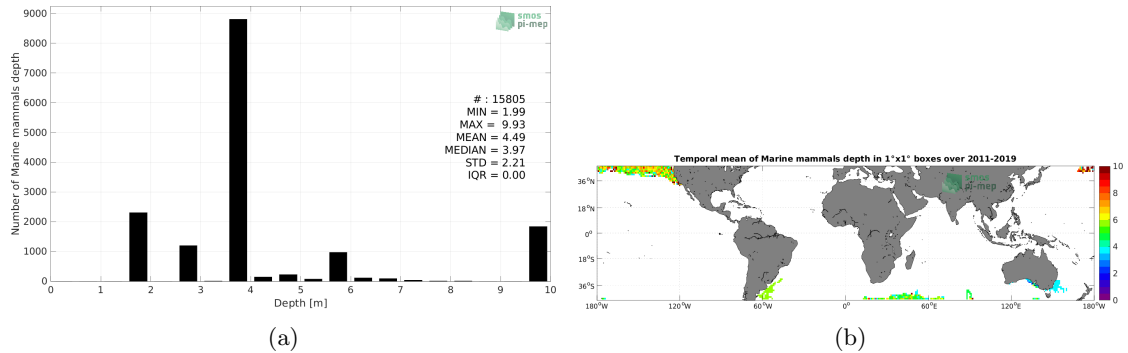 smos
pi-mep
Number of Marine mammals depth
9000
8000
7000
6000
5000
4000
3000
2000
1000
0
# : 15805
MIN = 1.99
MAX = 9.93
MEAN = 4.49
MEDIAN = 3.97
STD = 2.21
IQR = 0.00
0 1 2 3 4 5 6 7 8 9 10
Depth [m]
(a)
Temporal mean of Marine mammals depth in 1°x1° boxes over 2011-2019
smos
pi-mep
36°N
18°N
0°
18°S
36°S
180°W 120°W 60°W 0° 60°E 120°E 180°E
10
8
6
4
2
0
(b)